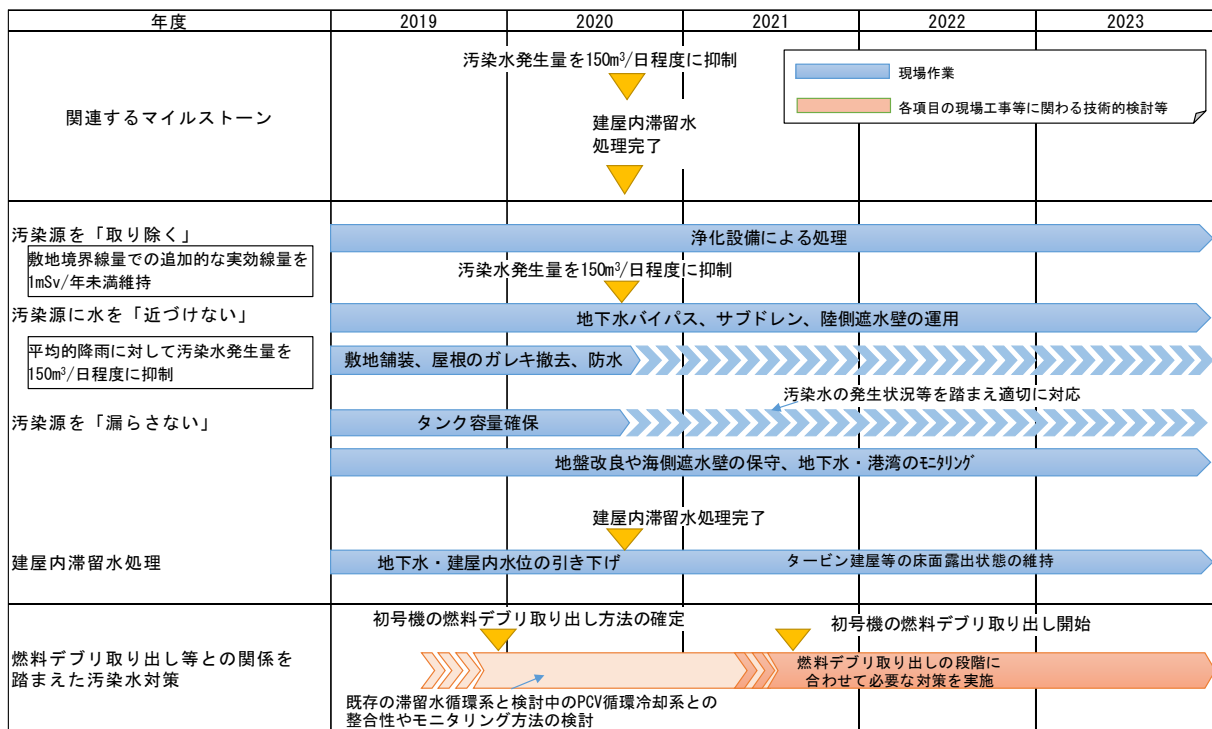 年度
2019
2020
2021
2022
2023
関連するマイルストーン
汚染水発生量を150m³/日程度に抑制
建屋内滞留水
処理完了
現場作業
各項目の現場工事等に関わる技術的検討等
汚染源を「取り除く」
敷地境界線量での追加的な実効線量を
1mSv/年未満維持
浄化設備による処理
汚染水発生量を150m³/日程度に抑制
汚染源に水を「近づけない」
地下水バイパス、サブドレン、陸側遮水壁の運用
平均的降雨に対して汚染水発生量を
150m³/日程度に抑制
敷地舗装、屋根のガレキ撤去、防水
汚染水の発生状況等を踏まえ適切に対応
汚染源を「漏らさない」
タンク容量確保
地盤改良や海側遮水壁の保守、地下水・港湾のﾓﾆﾀﾘﾝｸﾞ
建屋内滞留水処理完了
建屋内滞留水処理
地下水・建屋内水位の引き下げ
タービン建屋等の床面露出状態の維持
初号機の燃料デブリ取り出し方法の確定
初号機の燃料デブリ取り出し開始
燃料デブリ取り出し等との関係を
踏まえた汚染水対策
燃料デブリ取り出しの段階に
合わせて必要な対策を実施
既存の滞留水循環系と検討中のPCV循環冷却系との
整合性やモニタリング方法の検討